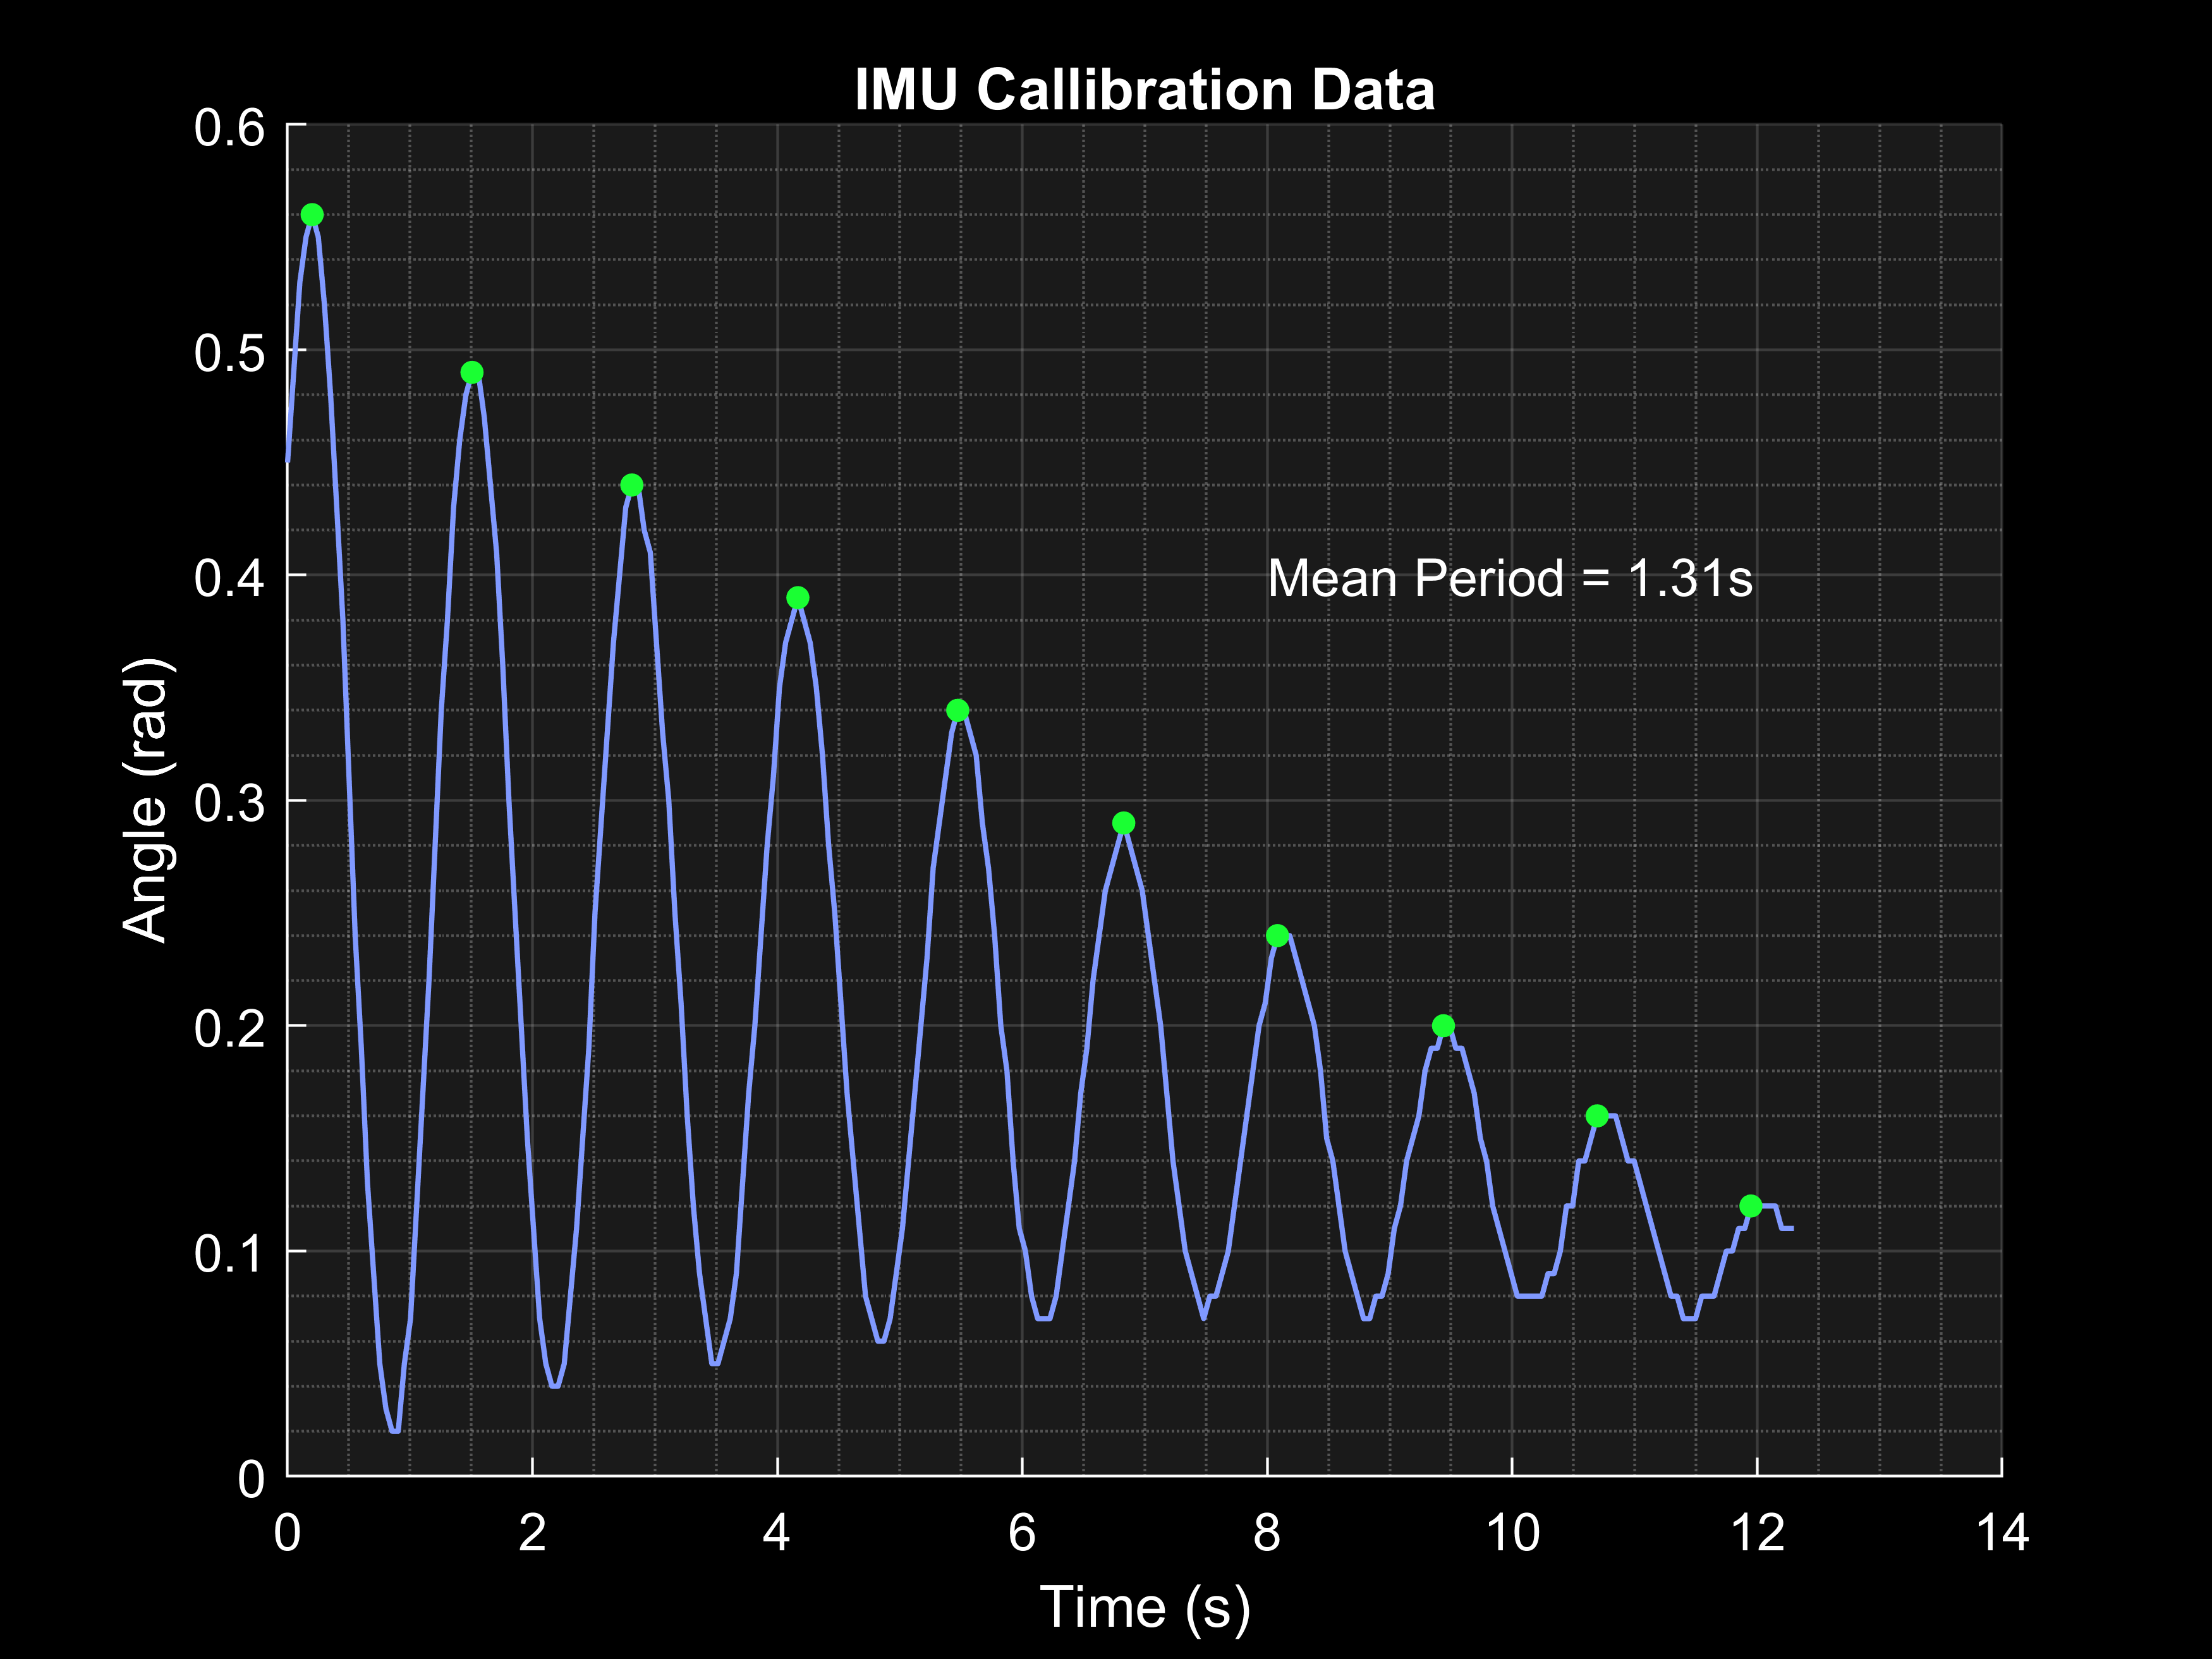 IMU Callibration Data
0.6
0.5
0.4
0.3
0.2
0.1
0
Angle (rad)
Mean Period = 1.31s
0 2 4 6 8 10 12 14
Time (s)